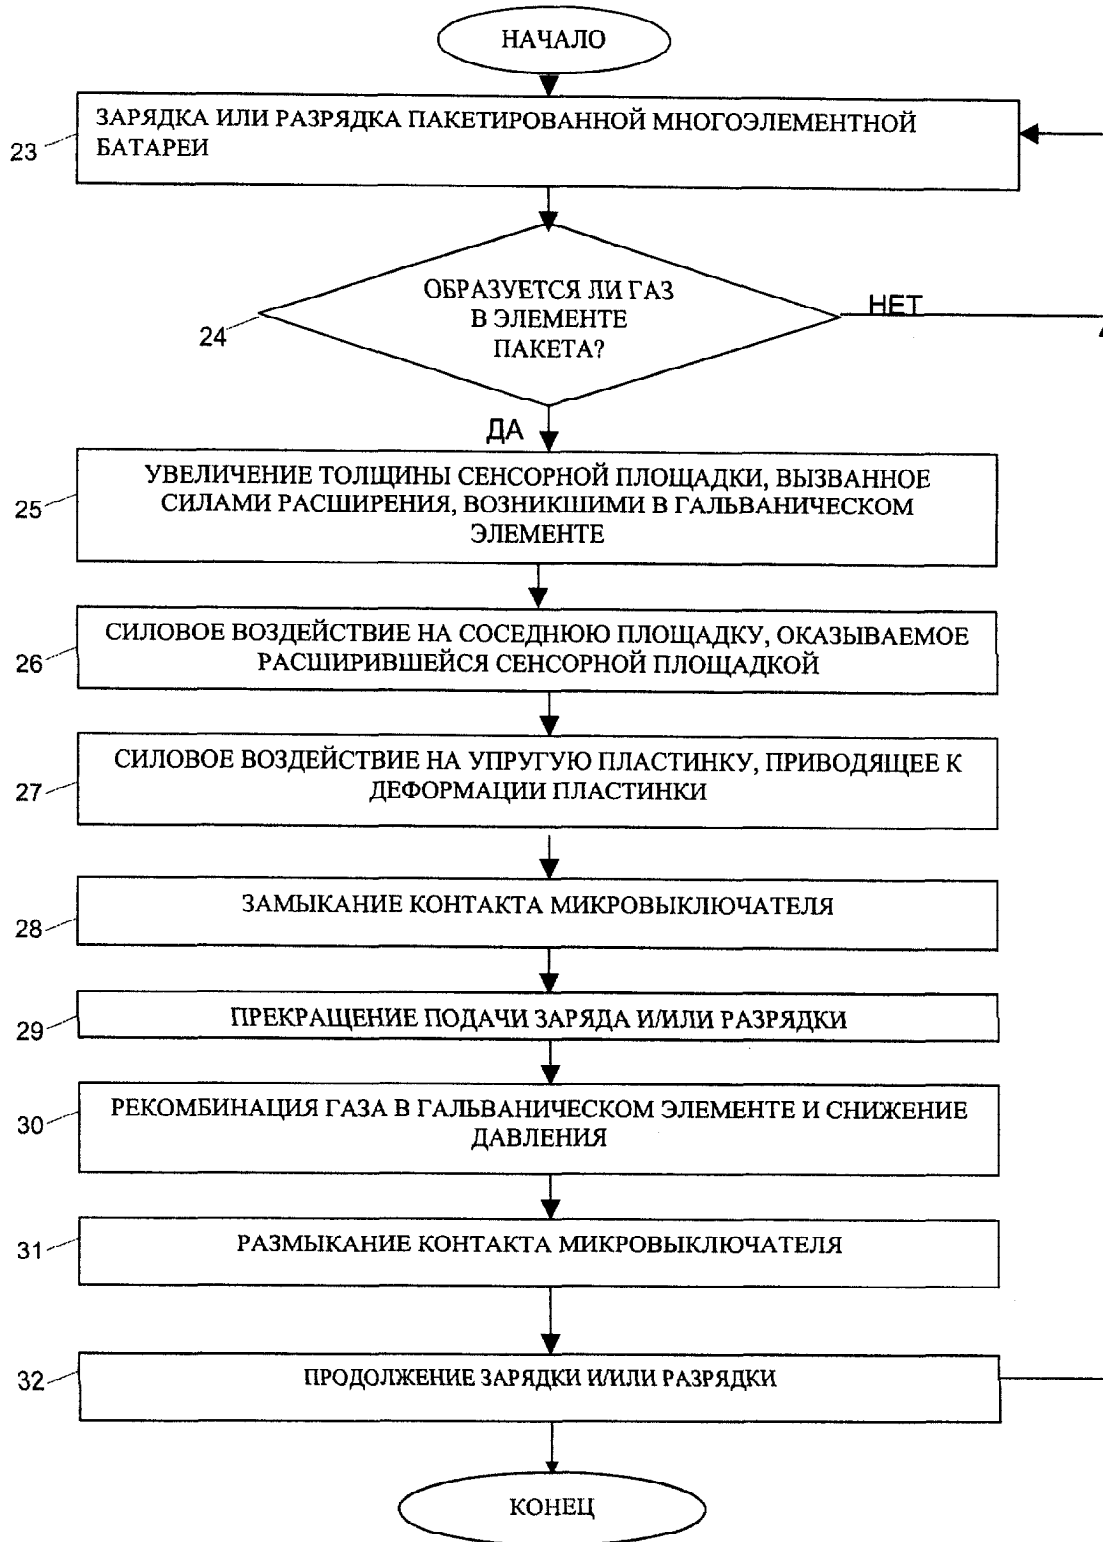 НАЧАЛО
ЗАРЯДКА ИЛИ РАЗРЯДКА ПАКЕТИРОВАННОЙ МНОГОЭЛЕМЕНТНОЙ
БАТАРЕИ
23
ОБРАЗУЕТСЯ ЛИ ГАЗ
В ЭЛЕМЕНТЕ
ПАКЕТА?
НЕТ
24
ДА
УВЕЛИЧЕНИЕ ТОЛЩИНЫ СЕНСОРНОЙ ПЛОЩАДКИ, ВЫЗВАННОЕ
СИЛАМИ РАСШИРЕНИЯ, ВОЗНИКШИМИ В ГАЛЬВАНИЧЕСКОМ
ЭЛЕМЕНТЕ
25
СИЛОВОЕ ВОЗДЕЙСТВИЕ НА СОСЕДНЮЮ ПЛОЩАДКУ, ОКАЗЫВАЕМОЕ
РАСШИРИВШЕЙСЯ СЕНСОРНОЙ ПЛОЩАДКОЙ
26
СИЛОВОЕ ВОЗДЕЙСТВИЕ НА УПРУГУЮ ПЛАСТИНКУ, ПРИВОДЯЩЕЕ К
ДЕФОРМАЦИИ ПЛАСТИНКИ
27
ЗАМЫКАНИЕ КОНТАКТА МИКРОВЫКЛЮЧАТЕЛЯ
28
ПРЕКРАЩЕНИЕ ПОДАЧИ ЗАРЯДА И/ИЛИ РАЗРЯДКИ
29
РЕКОМБИНАЦИЯ ГАЗА В ГАЛЬВАНИЧЕСКОМ ЭЛЕМЕНТЕ И СНИЖЕНИЕ
ДАВЛЕНИЯ
30
РАЗМЫКАНИЕ КОНТАКТА МИКРОВЫКЛЮЧАТЕЛЯ
31
ПРОДОЛЖЕНИЕ ЗАРЯДКИ И/ИЛИ РАЗРЯДКИ
32
КОНЕЦ